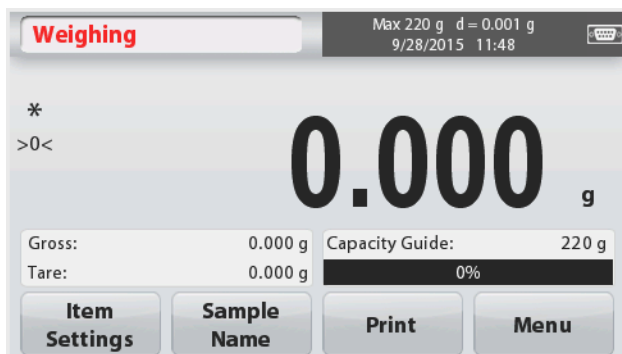 Weighing
Max 220 g d = 0.001 g
9/28/2015 11:48
*
>0<
0.000 g
Gross: 0.000 g
Tare: 0.000 g
Capacity Guide: 220 g
0%
Item
Settings
Sample
Name
Print
Menu